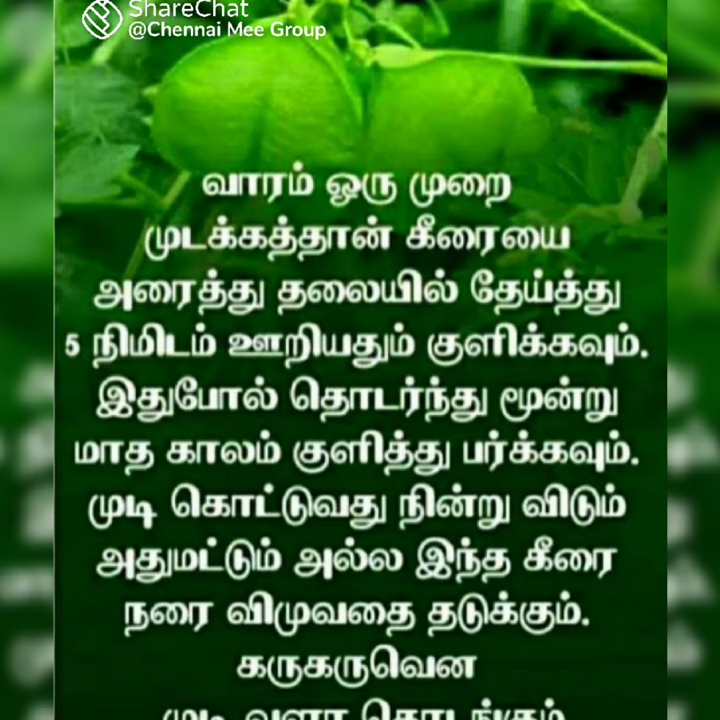 ShareChat
@Chennai Mee Group
வாரம் ஒரு முறை
முடக்கத்தான் கீரையை
அரைத்து தலையில் தேய்த்து
5 நிமிடம் ஊறியதும் குளிக்கவும்.
இதுபோல் தொடர்ந்து மூன்று
மாத காலம் குளித்து பர்க்கவும்.
முடி கொட்டுவது நின்று விடும்
அதுமட்டும் அல்ல இந்த கீரை
நரை விமுவதை தடுக்கும்.
கருகருவென